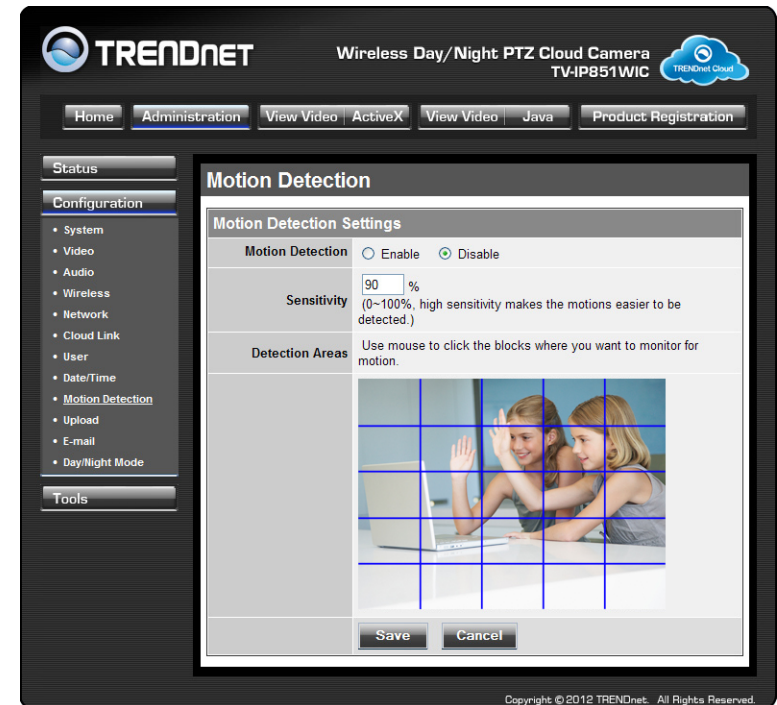 TRENDNET
Wireless Day/Night PTZ Cloud Camera
TV-IP851WIC
TRENDnet Cloud
Home
Administration
View Video
ActiveX
View Video
Java
Product Registration
Status
Configuration
• System
• Video
• Audio
• Wireless
• Network
• Cloud Link
• User
• Date/Time
• Motion Detection
• Upload
• E-mail
• Day/Night Mode
Tools
Motion Detection
Motion Detection Settings
Motion Detection
Enable
Disable
Sensitivity
90 %
(0~100%, high sensitivity makes the motions easier to be
detected.)
Detection Areas
Use mouse to click the blocks where you want to monitor for
motion.
Save
Cancel
Copyright © 2012 TRENDnet. All Rights Reserved.